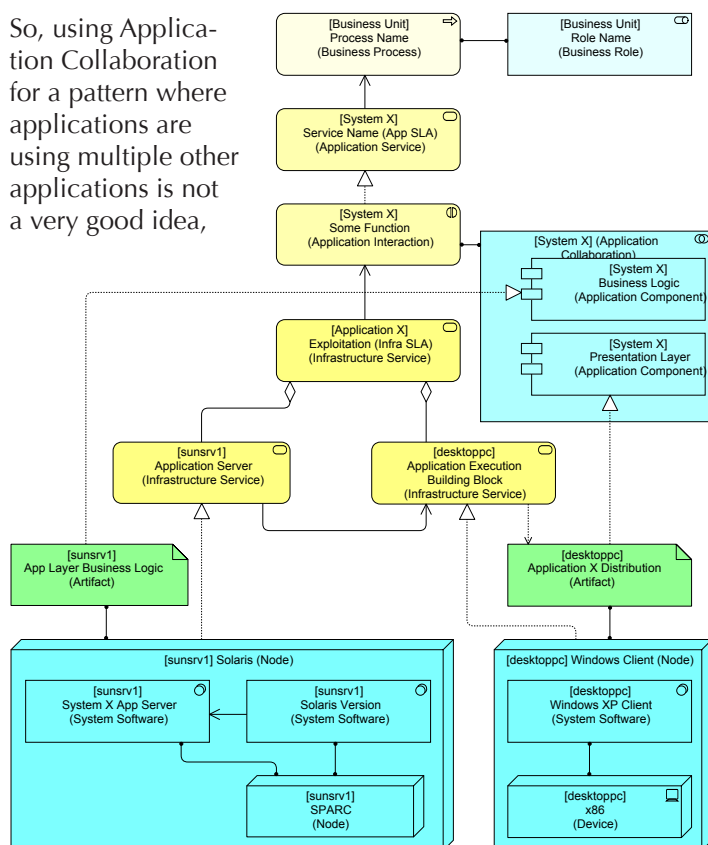 So, using Applica-
tion Collaboration
for a pattern where
applications are
using multiple other
applications is not
a very good idea,
[Business Unit]
Process Name
(Business Process)
[Business Unit]
Role Name
(Business Role)
[System X]
Service Name (App SLA)
(Application Service)
[System X]
Some Function
(Application Interaction)
[System X] (Application
Collaboration)
[System X]
Business Logic
(Application Component)
[System X]
Presentation Layer
(Application Component)
[Application X]
Exploitation (Infra SLA)
(Infrastructure Service)
[sunsrv1]
Application Server
(Infrastructure Service)
[desktoppc]
Application Execution
Building Block
(Infrastructure Service)
[sunsrv1]
App Layer Business Logic
(Artifact)
[desktoppc]
Application X Distribution
(Artifact)
[sunsrv1] Solaris (Node)
[sunsrv1]
System X App Server
(System Software)
[sunsrv1]
Solaris Version
(System Software)
[sunsrv1]
SPARC
(Node)
[desktoppc] Windows Client (Node)
[desktoppc]
Windows XP Client
(System Software)
[desktoppc]
x86
(Device)